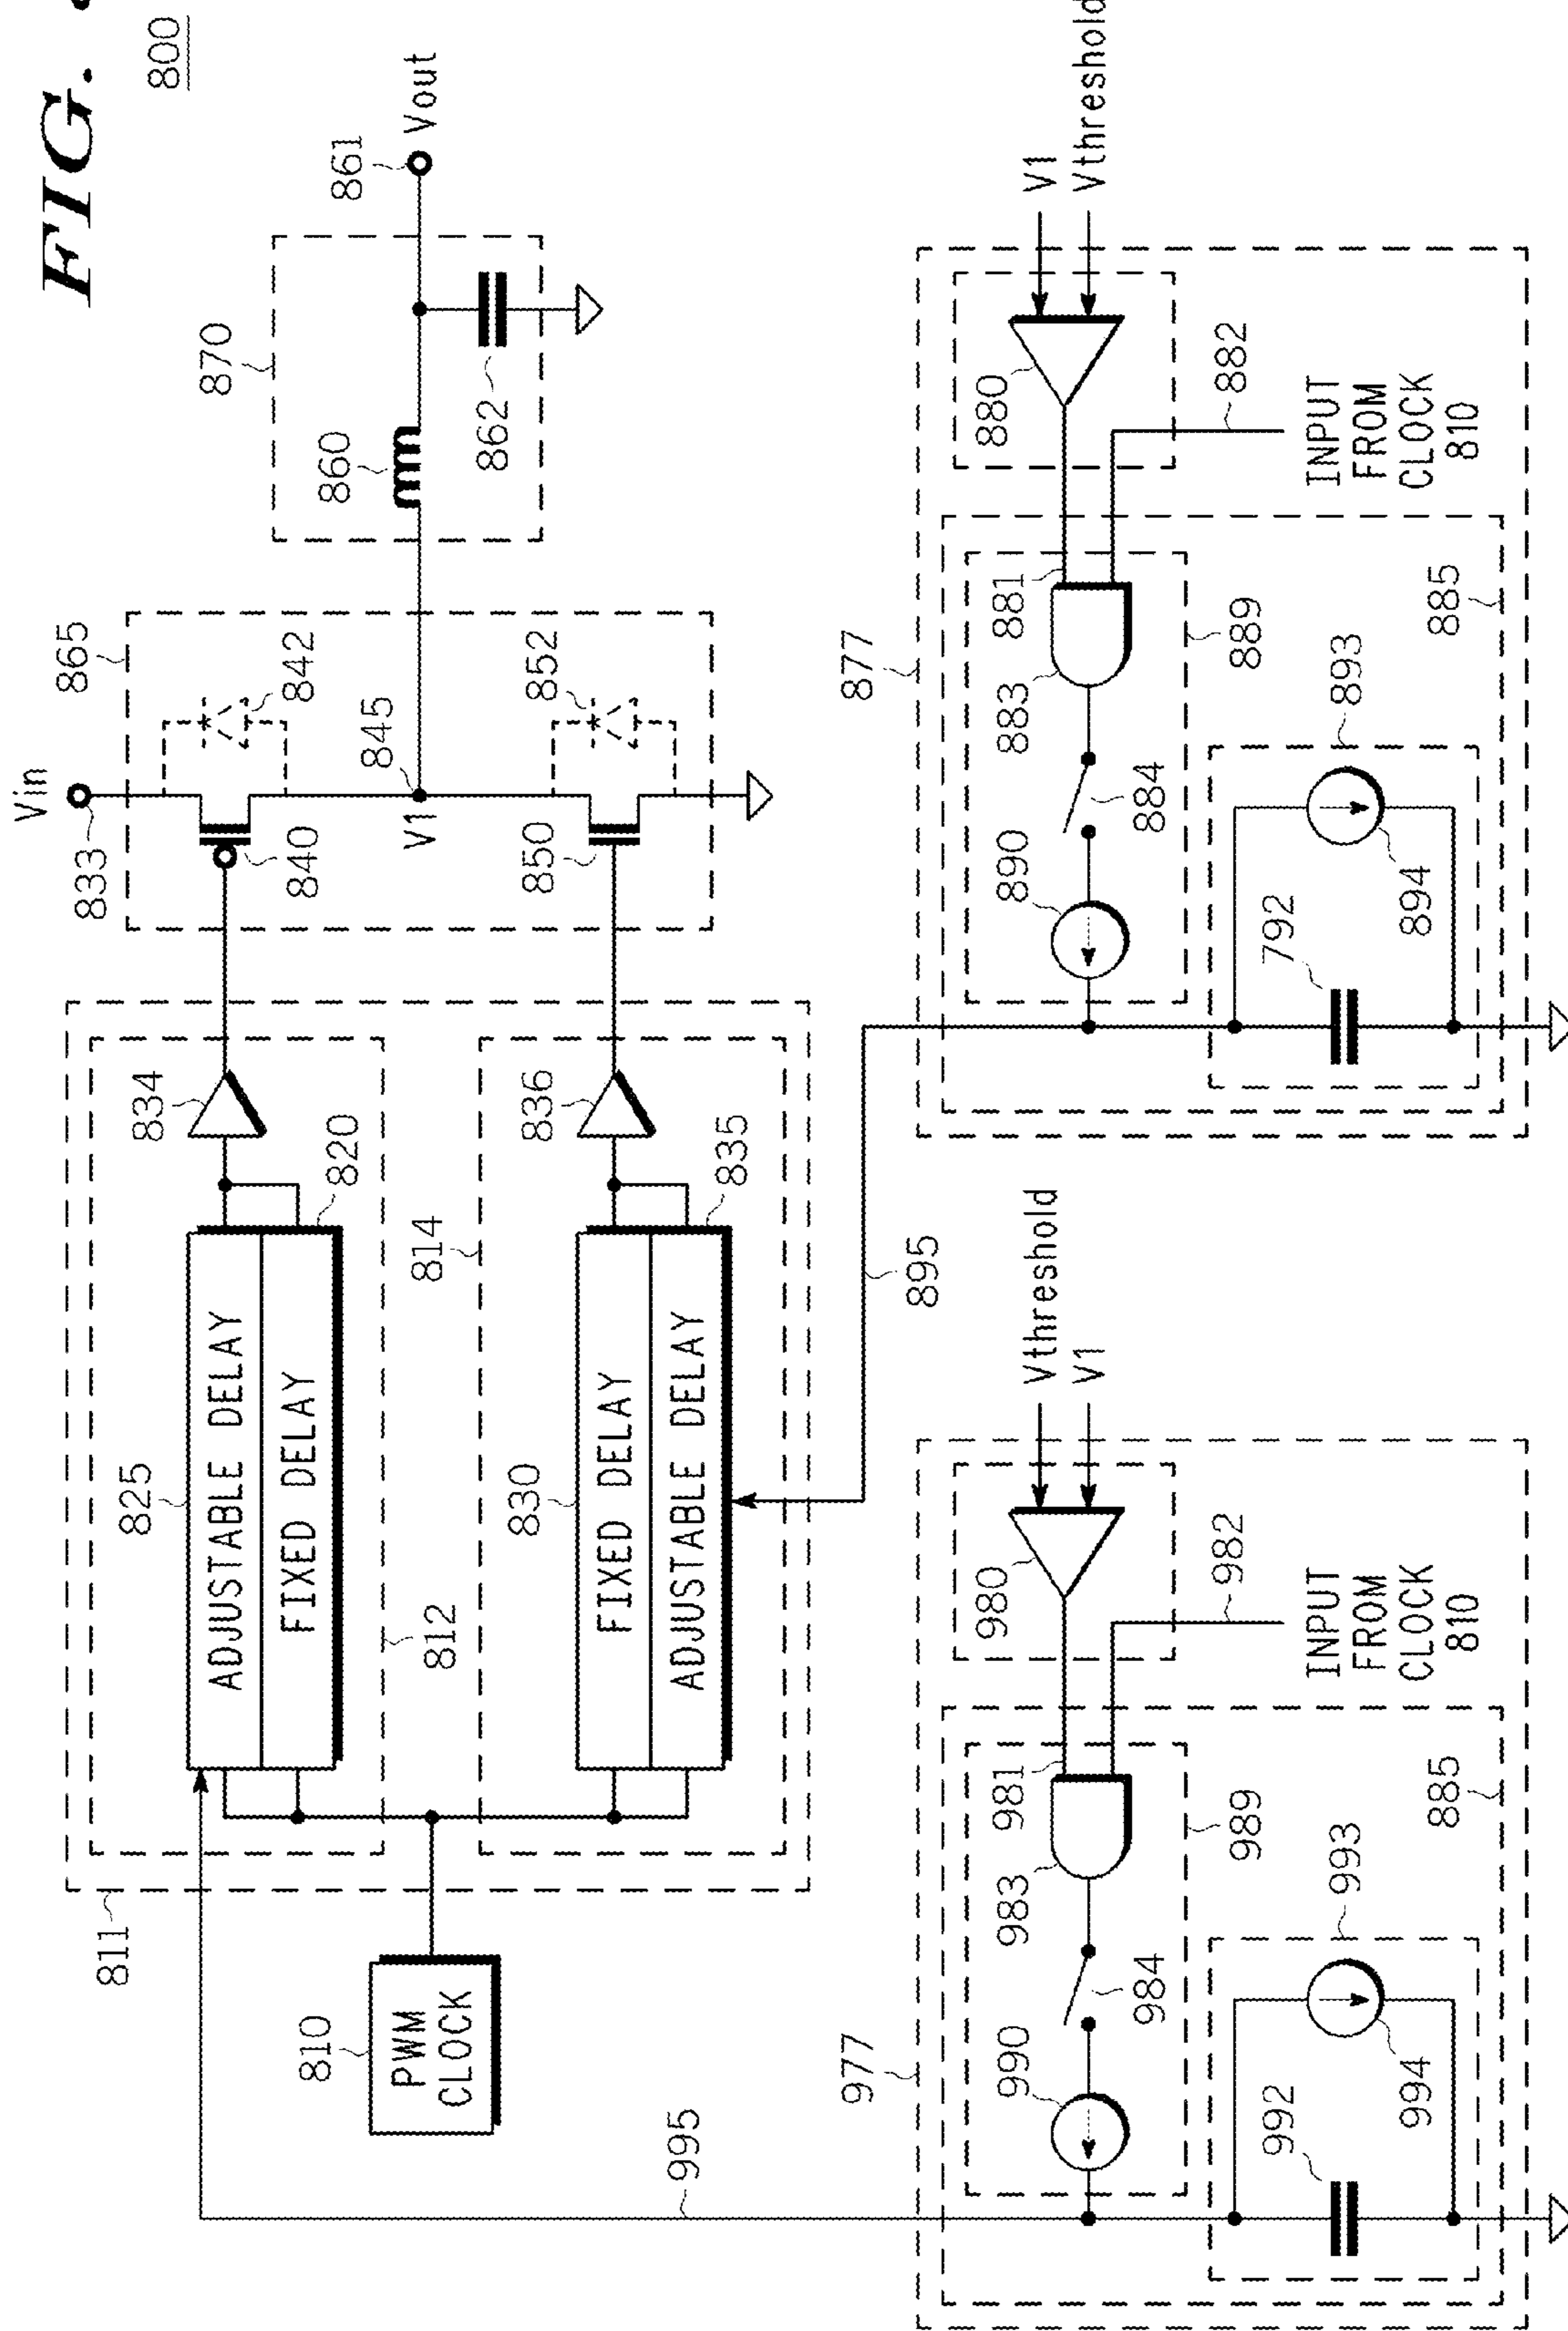 FIG.
800
Vin
833
865
840
842
V1
845
850
852
870
860
862
861
Vout
811
825
ADJUSTABLE DELAY
FIXED DELAY
820
834
812
814
830
FIXED DELAY
ADJUSTABLE DELAY
835
836
810
PWM
CLOCK
995
895
977
Vthreshold
V1
980
981
982
983
984
990
989
INPUT
FROM
CLOCK
810
885
992
993
994
877
V1
Vthreshold
880
881
882
883
884
890
889
INPUT
FROM
CLOCK
810
885
792
893
894